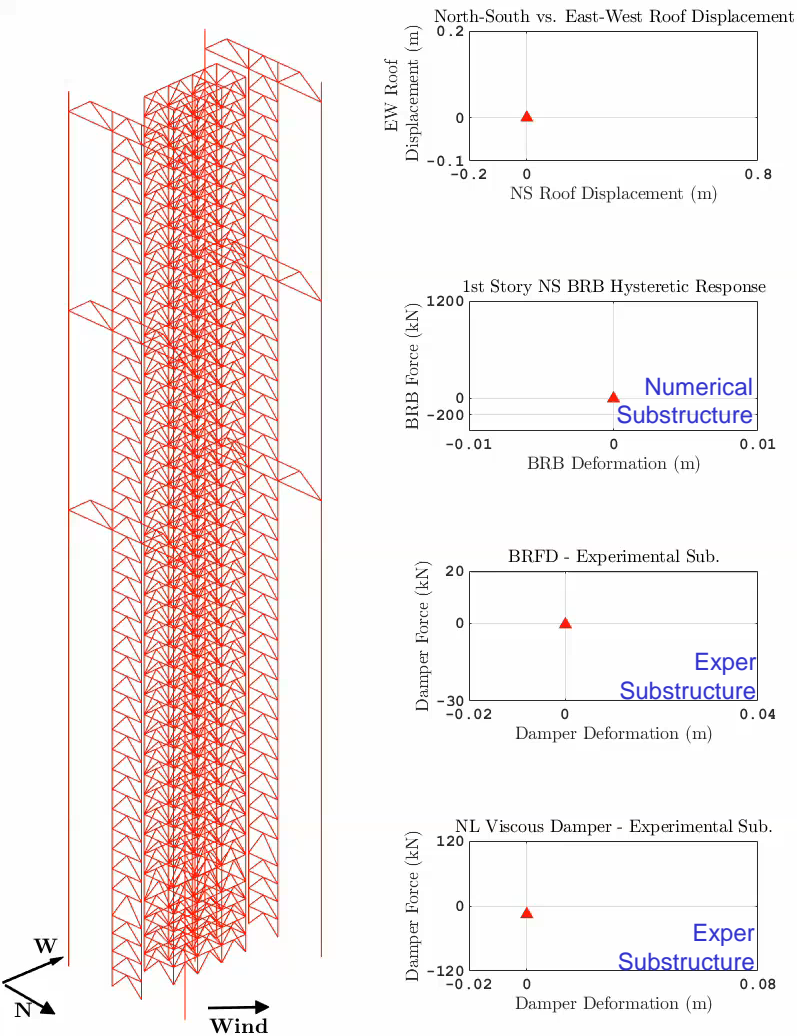 North-South vs. East-West Roof Displacement
EW Roof
Displacement (m)
0.2
0
-0.1
-0.2 0 0.8
NS Roof Displacement (m)
1st Story NS BRB Hysteretic Response
BRB Force (kN)
1200
0
-200
Numerical
Substructure
-0.01 0 0.01
BRB Deformation (m)
BRFD - Experimental Sub.
Damper Force (kN)
20
0
-30
Exper
Substructure
-0.02 0 0.04
Damper Deformation (m)
NL Viscous Damper - Experimental Sub.
Damper Force (kN)
120
0
-120
Exper
Substructure
-0.02 0 0.08
Damper Deformation (m)
W
N
Wind